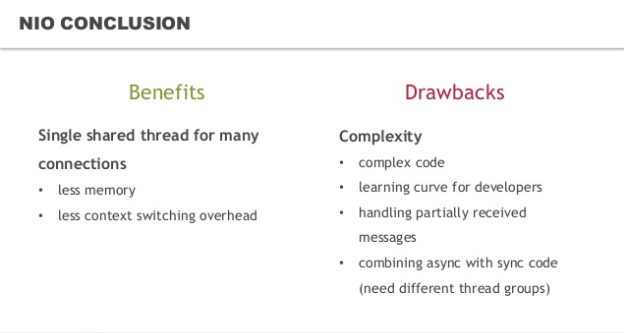 NIO CONCLUSION
Benefits
Single shared thread for many
connections
• less memory
• less context switching overhead
Drawbacks
Complexity
• complex code
• learning curve for developers
• handling partially received
messages
• combining async with sync code
(need different thread groups)